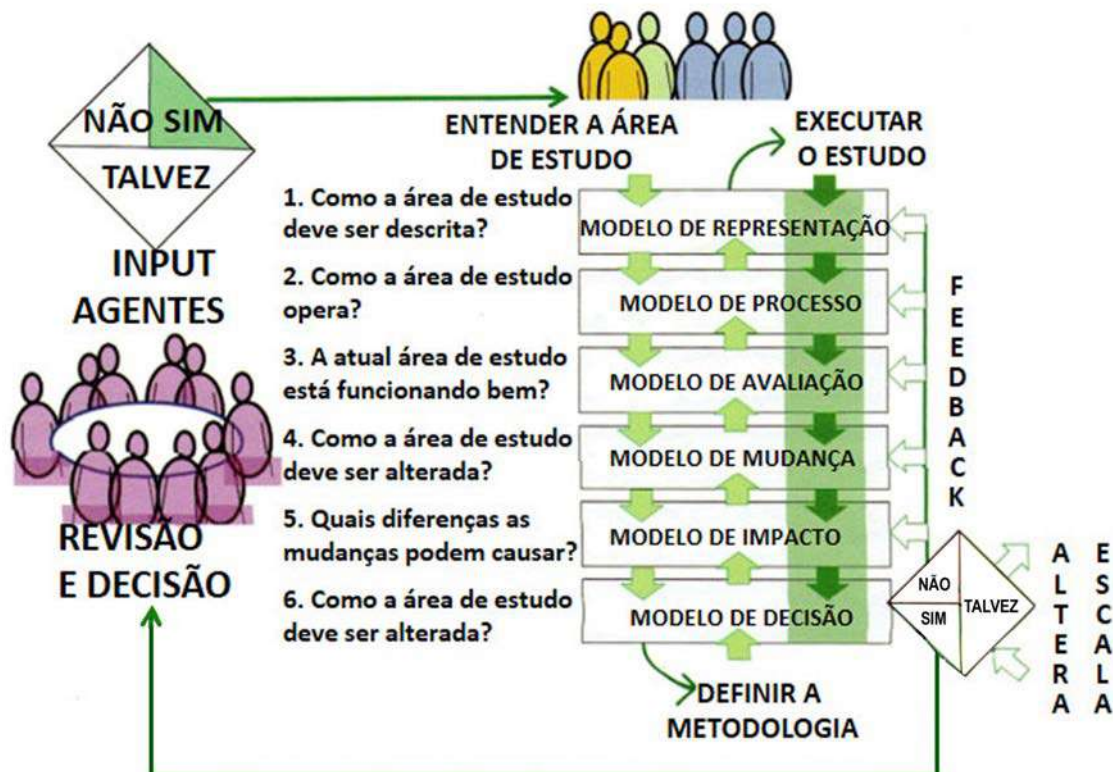 NÃO SIM
TALVEZ
INPUT
AGENTES
REVISÃO
E DECISÃO
ENTENDER A ÁREA
DE ESTUDO
EXECUTAR
O ESTUDO
1. Como a área de estudo
deve ser descrita?
MODELO DE REPRESENTAÇÃO
2. Como a área de estudo
opera?
MODELO DE PROCESSO
3. A atual área de estudo
está funcionando bem?
MODELO DE AVALIAÇÃO
4. Como a área de estudo
deve ser alterada?
MODELO DE MUDANÇA
5. Quais diferenças as
mudanças podem causar?
MODELO DE IMPACTO
6. Como a área de estudo
deve ser alterada?
MODELO DE DECISÃO
DEFINIR A
METODOLOGIA
FEEDBACK
NÃO
SIM
TALVEZ
ALTERA
ESCALA